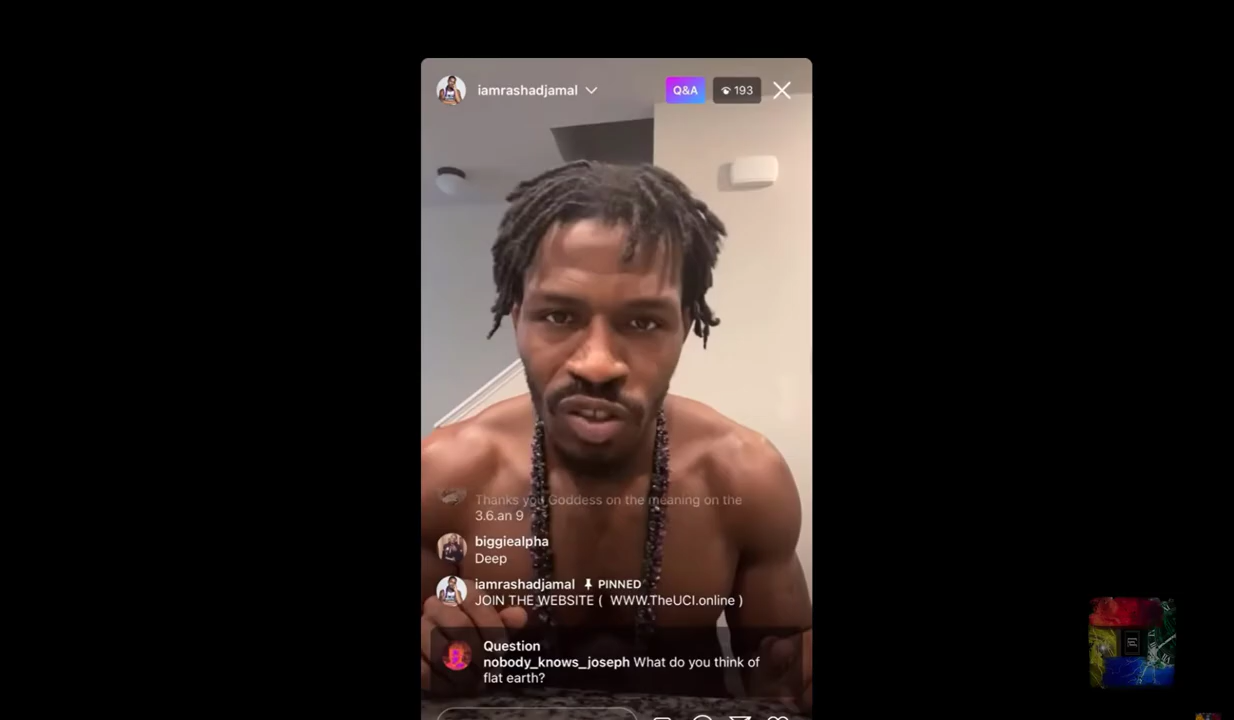 iamrashadjamal
Q&A
193
Thanks you Goddess on the meaning on the
3.6.an 9
biggiealpha
Deep
iamrashadjamal PINNED
JOIN THE WEBSITE ( WWW.TheUCI.online )
Question
nobody_knows_joseph What do you think of
flat earth?